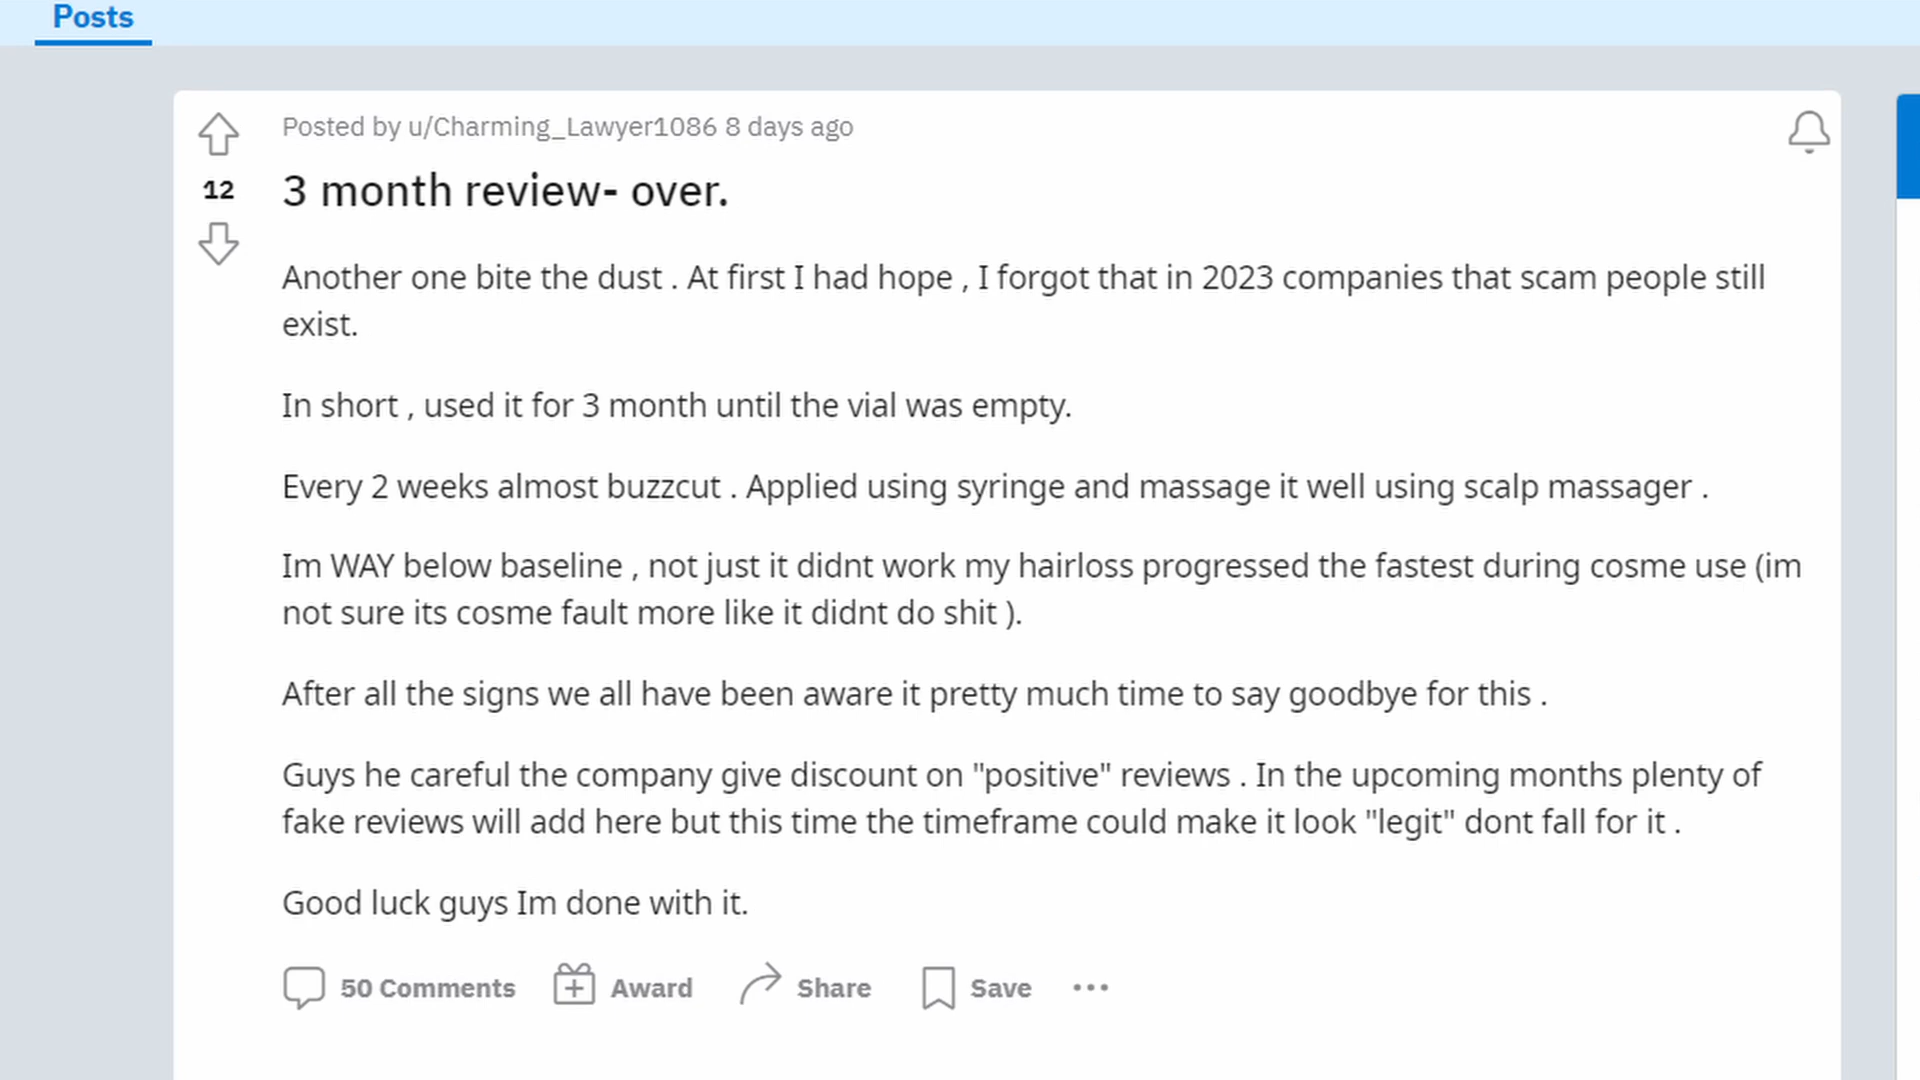 Posts
Posted by u/Charming_Lawyer1086 8 days ago
12
3 month review- over.
Another one bite the dust . At first I had hope , I forgot that in 2023 companies that scam people still
exist.
In short , used it for 3 month until the vial was empty.
Every 2 weeks almost buzzcut . Applied using syringe and massage it well using scalp massager .
Im WAY below baseline , not just it didnt work my hairloss progressed the fastest during cosme use (im
not sure its cosme fault more like it didnt do shit ).
After all the signs we all have been aware it pretty much time to say goodbye for this .
Guys he careful the company give discount on "positive" reviews . In the upcoming months plenty of
fake reviews will add here but this time the timeframe could make it look "legit" dont fall for it .
Good luck guys Im done with it.
50 Comments Award Share Save ...